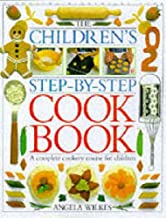 THE
CHILDREN'S
STEP-BY-STEP
COOK
BOOK
A complete cookery course for children
ANGELA WILKES